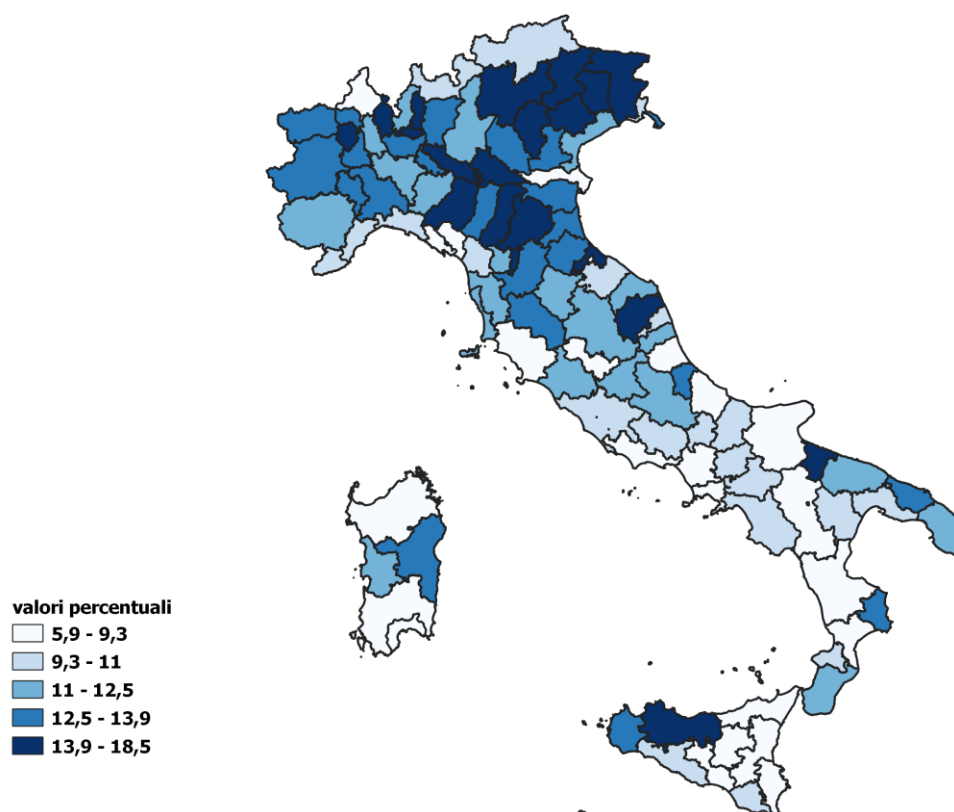 valori percentuali
5,9 - 9,3
9,3 - 11
11 - 12,5
12,5 - 13,9
13,9 - 18,5